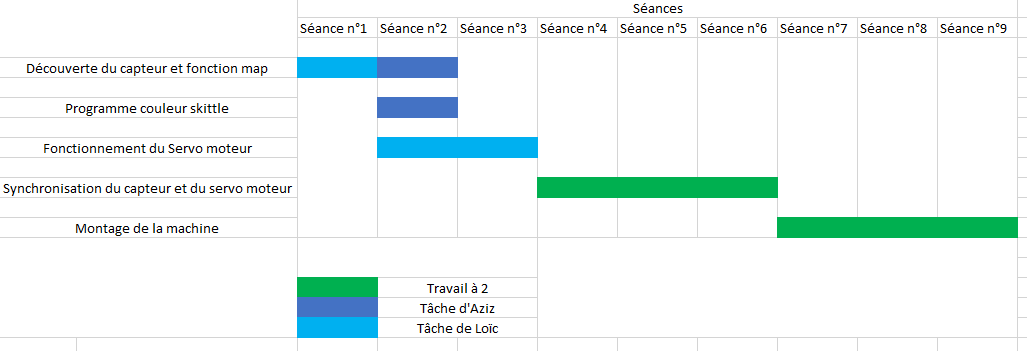 Séances
Séance n°1 Séance n°2 Séance n°3 Séance n°4 Séance n°5 Séance n°6 Séance n°7 Séance n°8 Séance n°9
Découverte du capteur et fonction map
Programme couleur skittle
Fonctionnement du Servo moteur
Synchronisation du capteur et du servo moteur
Montage de la machine
Travail à 2
Tâche d'Aziz
Tâche de Loïc